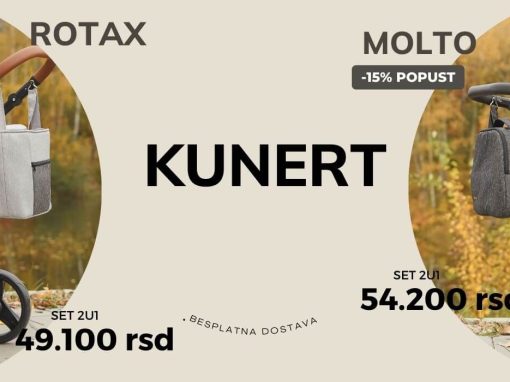 ROTAX
MOLTO
-15% POPUST
KUNERT
SET 2U1
54.200 rsd
SET 2U1
49.100 rsd
• BESPLATNA DOSTAVA